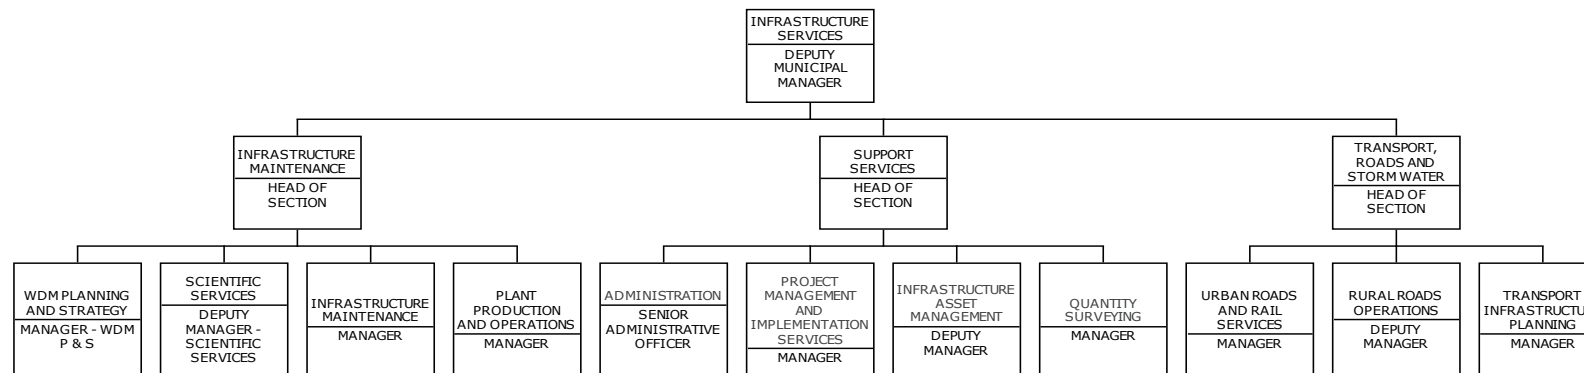 INFRASTRUCTURE
SERVICES
DEPUTY
MUNICIPAL
MANAGER
INFRASTRUCTURE
MAINTENANCE
HEAD OF
SECTION
SUPPORT
SERVICES
HEAD OF
SECTION
TRANSPORT,
ROADS AND
STORM WATER
HEAD OF
SECTION
WDM PLANNING
AND STRATEGY
MANAGER - WDM
P & S
SCIENTIFIC
SERVICES
DEPUTY
MANAGER -
SCIENTIFIC
SERVICES
INFRASTRUCTURE
MAINTENANCE
MANAGER
PLANT
PRODUCTION
AND OPERATIONS
MANAGER
ADMINISTRATION
SENIOR
ADMINISTRATIVE
OFFICER
PROJECT
MANAGEMENT
AND
IMPLEMENTATION
SERVICES
MANAGER
INFRASTRUCTURE
ASSET
MANAGEMENT
DEPUTY
MANAGER
QUANTITY
SURVEYING
MANAGER
URBAN ROADS
AND RAIL
SERVICES
MANAGER
RURAL ROADS
OPERATIONS
DEPUTY
MANAGER
TRANSPORT
INFRASTRUCTU
PLANNING
MANAGER